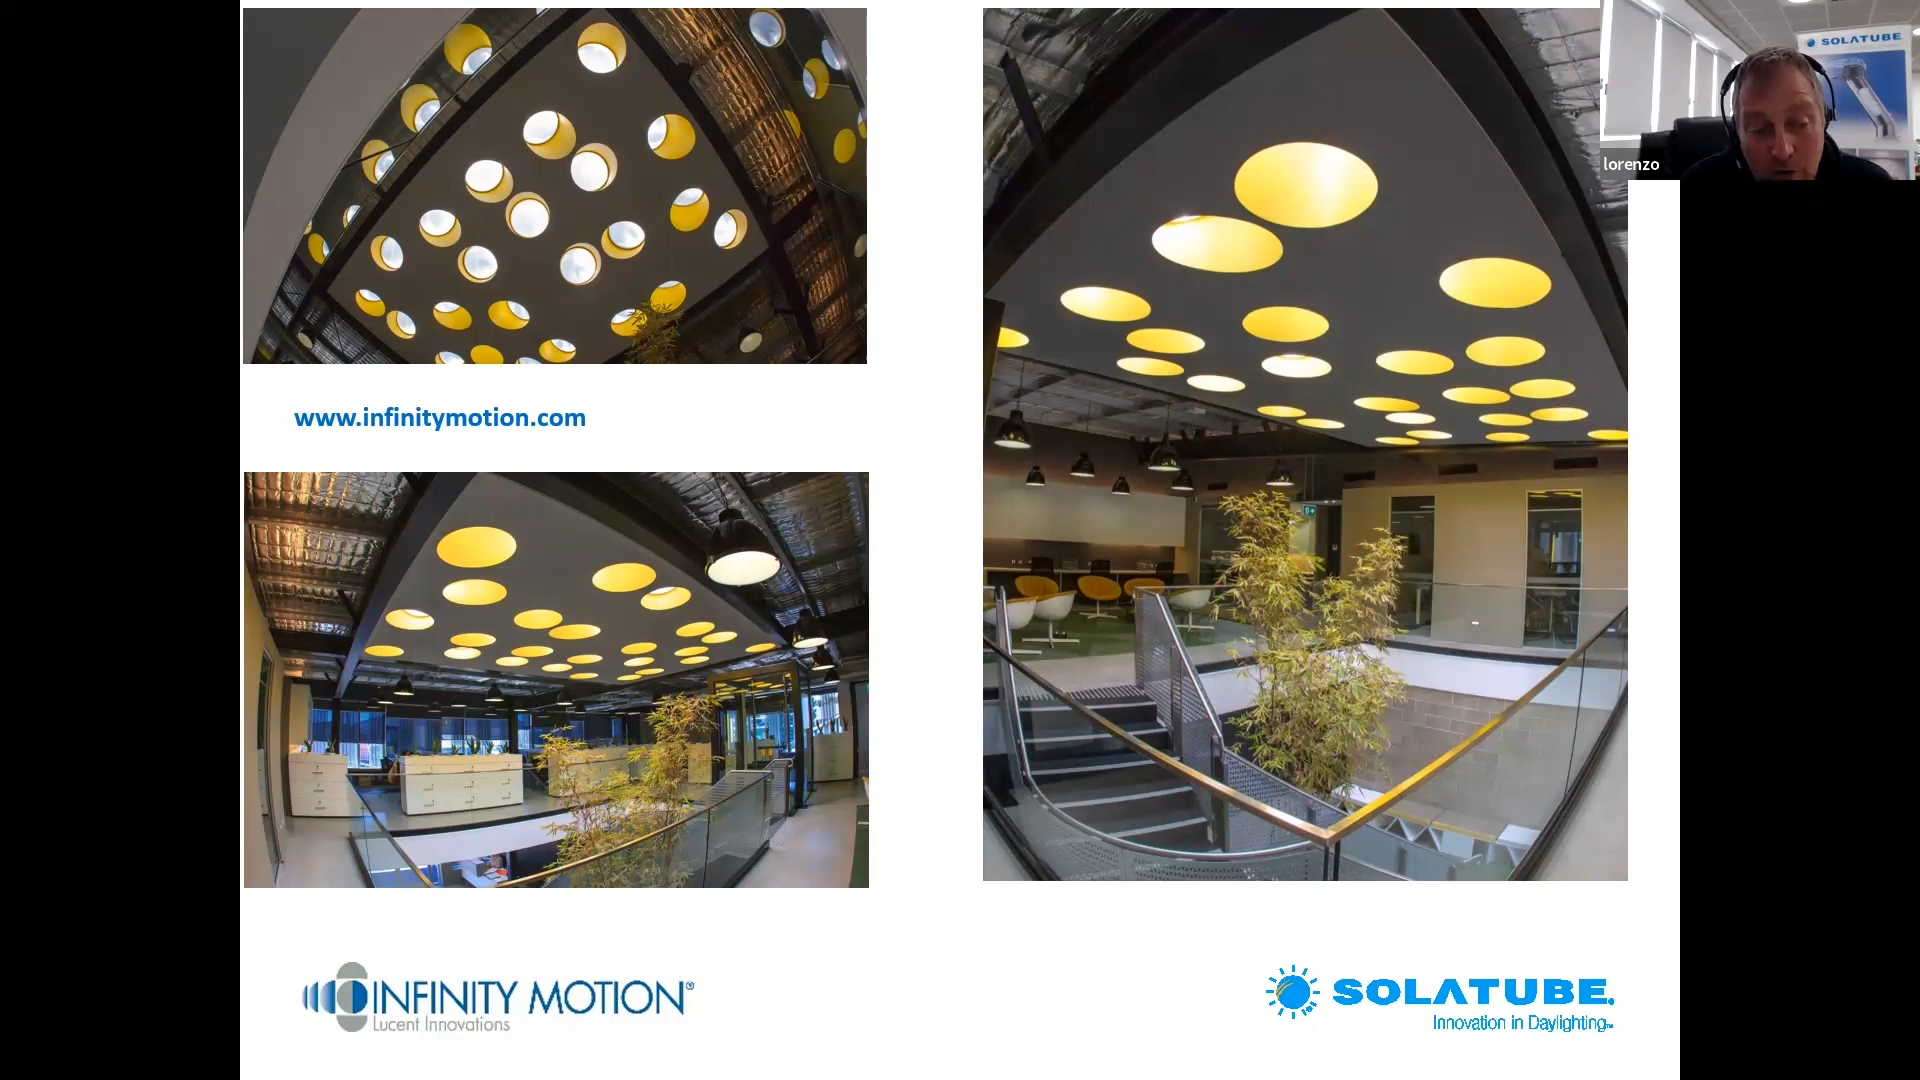 SOLATUBE
lorenzo
www.infinitymotion.com
INFINITY MOTION®
Lucent Innovations
SOLATUBE.
Innovation in Daylighting™